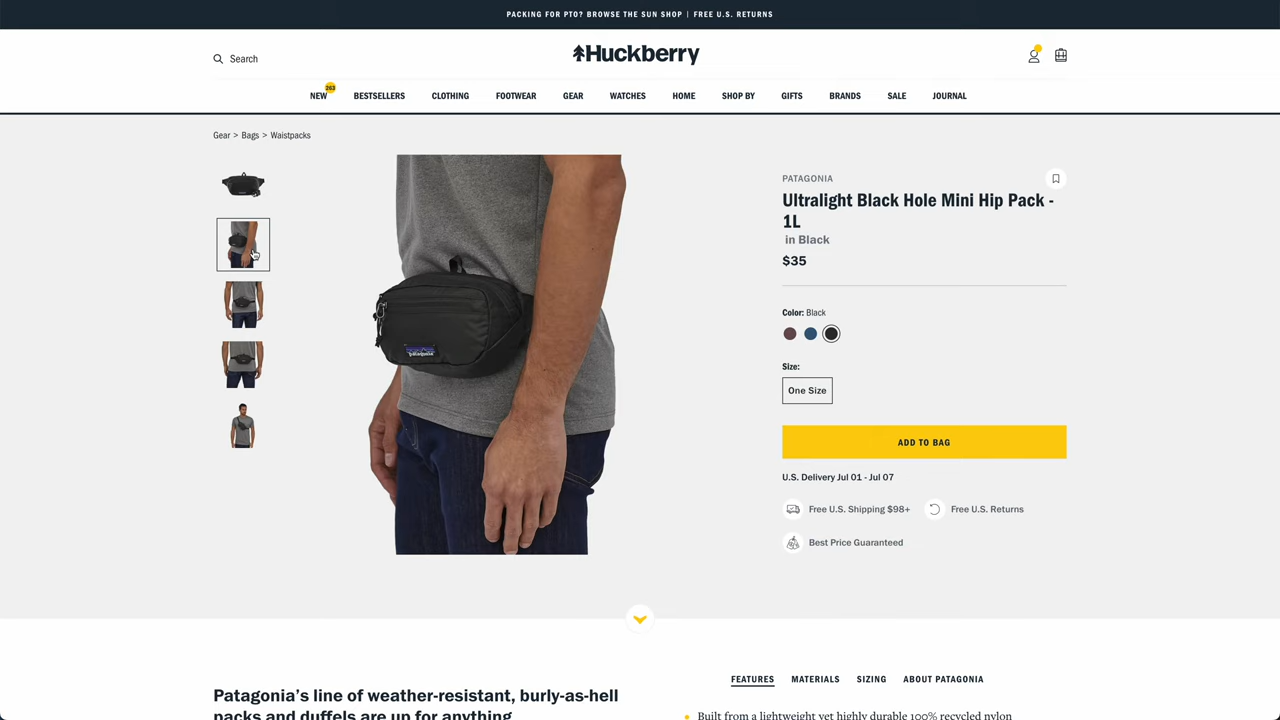 PACKING FOR PTO? BROWSE THE SUN SHOP | FREE U.S. RETURNS
Search
Huckberry
NEW
263
BESTSELLERS
CLOTHING
FOOTWEAR
GEAR
WATCHES
HOME
SHOP BY
GIFTS
BRANDS
SALE
JOURNAL
Gear > Bags > Waistpacks
patagonia
PATAGONIA
Ultralight Black Hole Mini Hip Pack -
1L
in Black
$35
Color: Black
Size:
One Size
ADD TO BAG
U.S. Delivery Jul 01 - Jul 07
Free U.S. Shipping $98+
Free U.S. Returns
Best Price Guaranteed
Patagonia's line of weather-resistant, burly-as-hell
packs and duffels are up for anything
FEATURES
MATERIALS
SIZING
ABOUT PATAGONIA
Built from a lightweight yet highly durable 100% recycled nylon